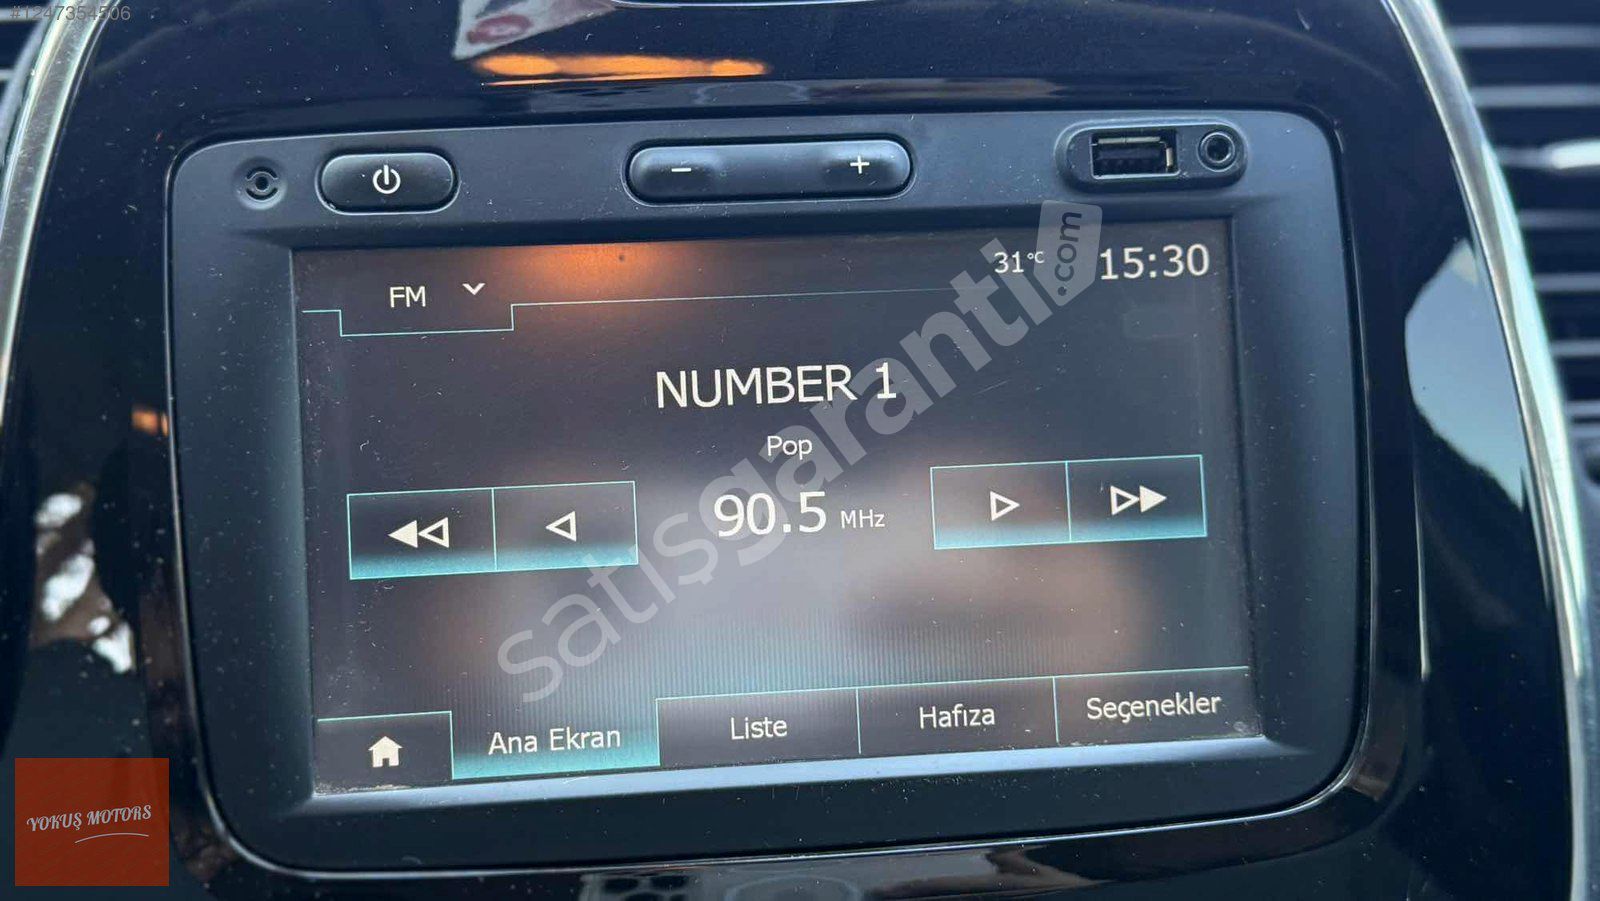 #1247354506
31°C
15:30
FM
NUMBER 1
Pop
90.5 MHz
satışgaranti.com
Ana Ekran
Liste
Hafıza
Seçenekler
YOKUŞ MOTORS